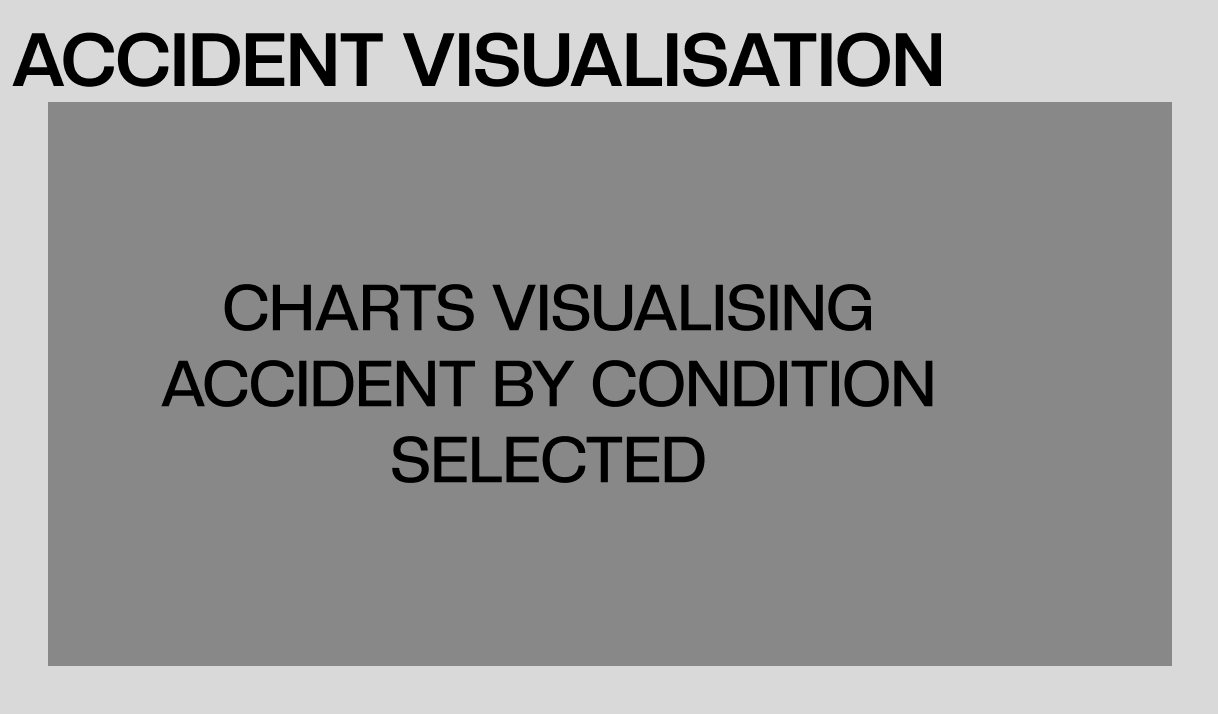 ACCIDENT VISUALISATION
CHARTS VISUALISING
ACCIDENT BY CONDITION
SELECTED